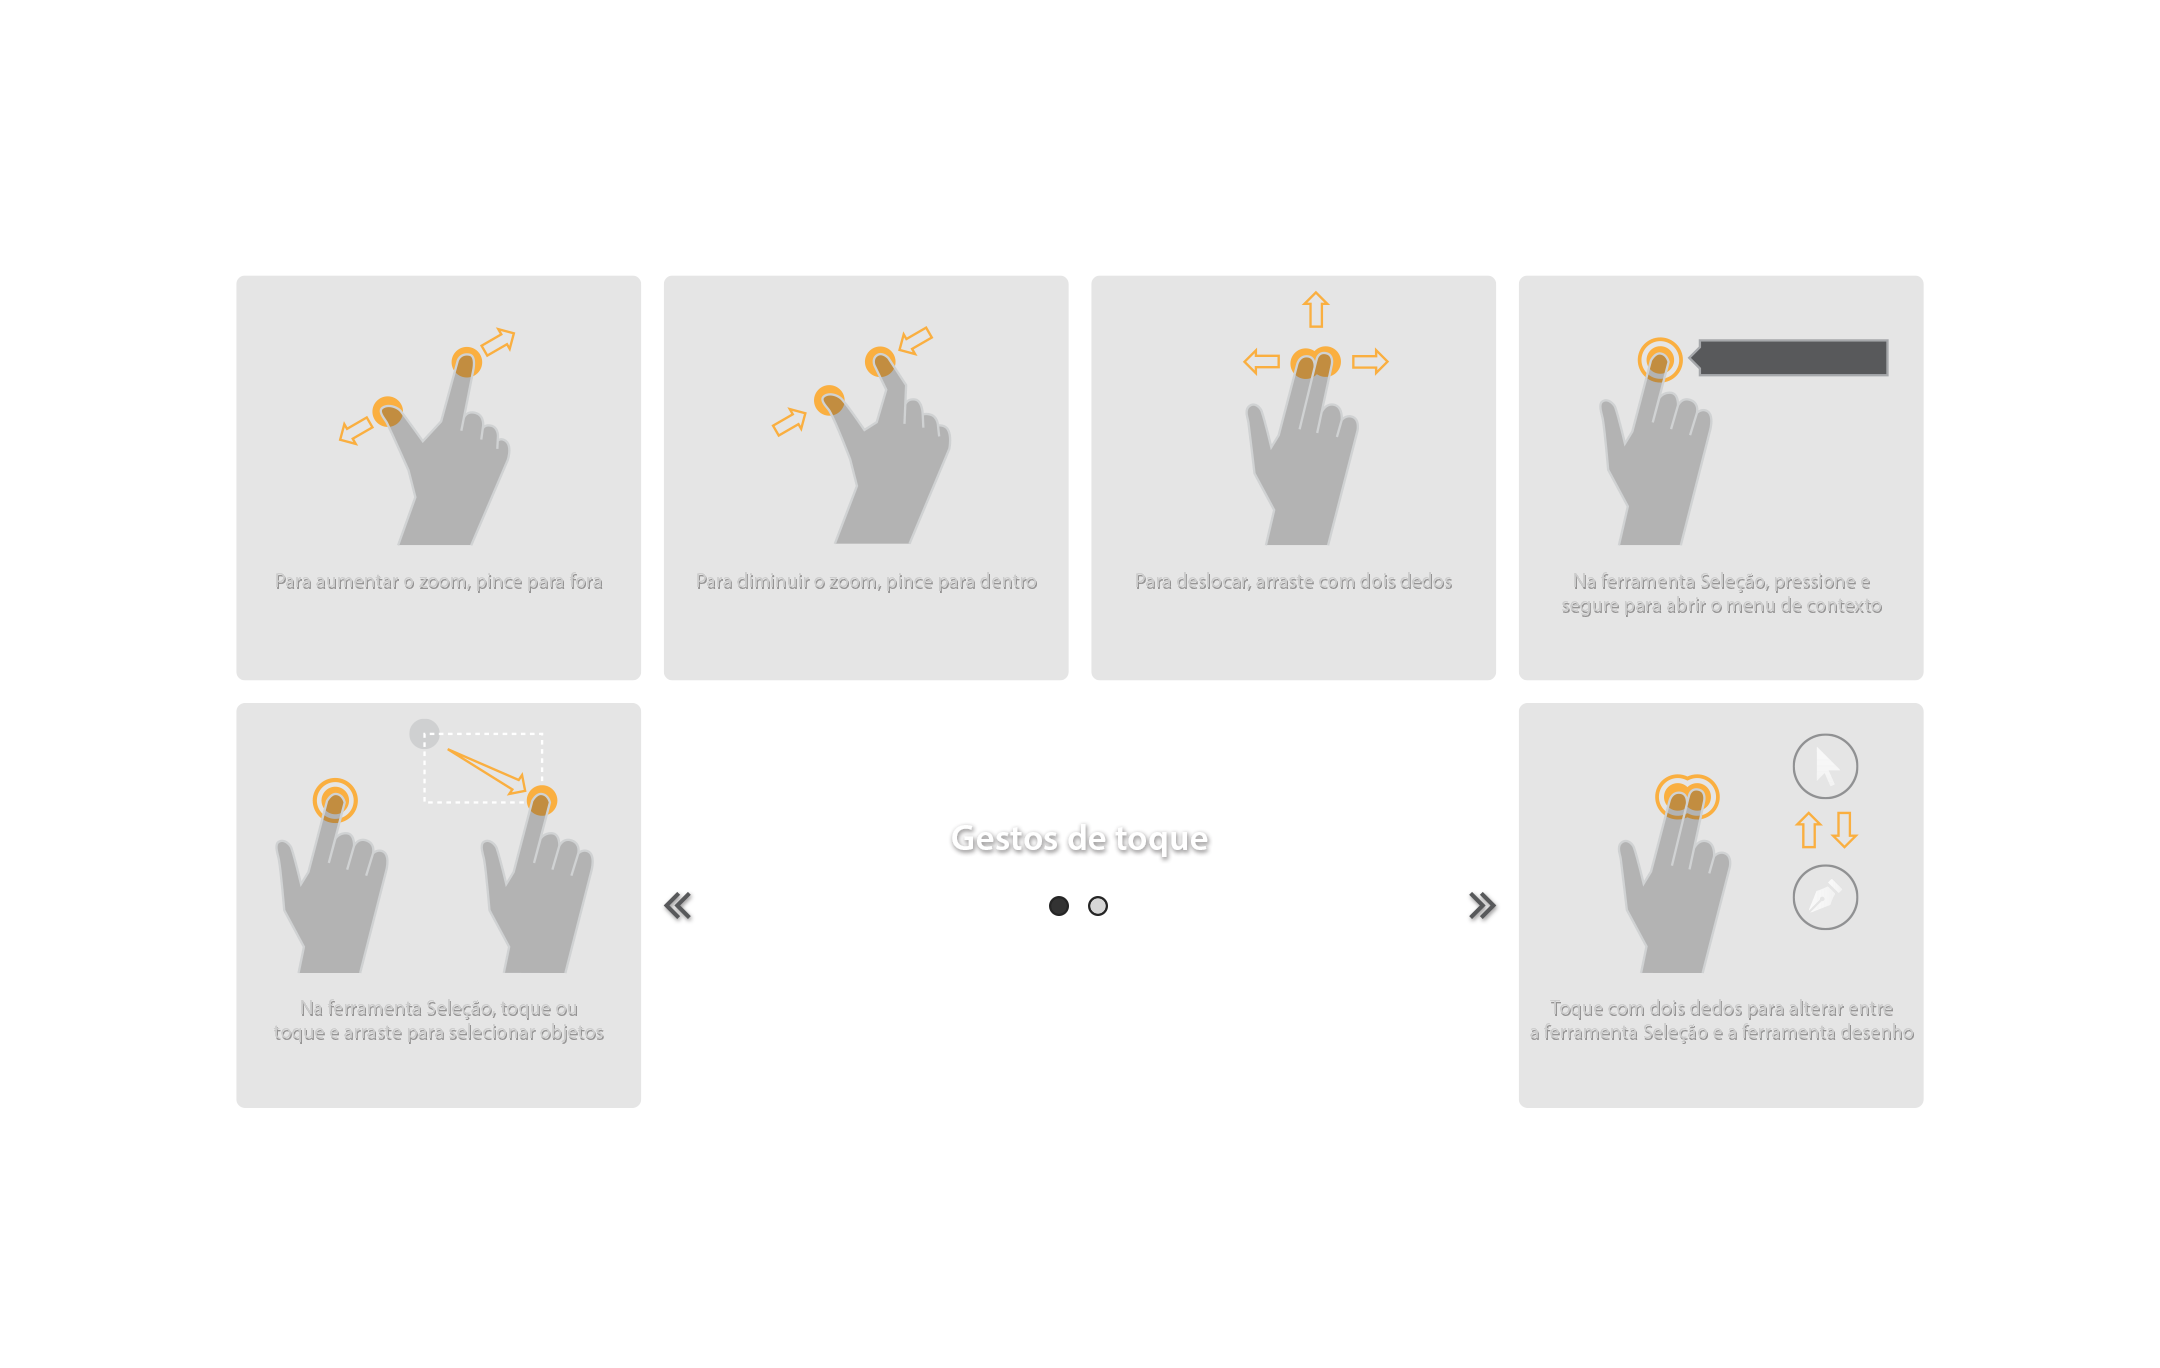 Para aumentar o zoom, pince para fora
Para diminuir o zoom, pince para dentro
Para deslocar, arraste com dois dedos
Na ferramenta Seleção, pressione e
segure para abrir o menu de contexto
Na ferramenta Seleção, toque ou
toque e arraste para selecionar objetos
Gestos de toque
Toque com dois dedos para alterar entre
a ferramenta Seleção e a ferramenta desenho